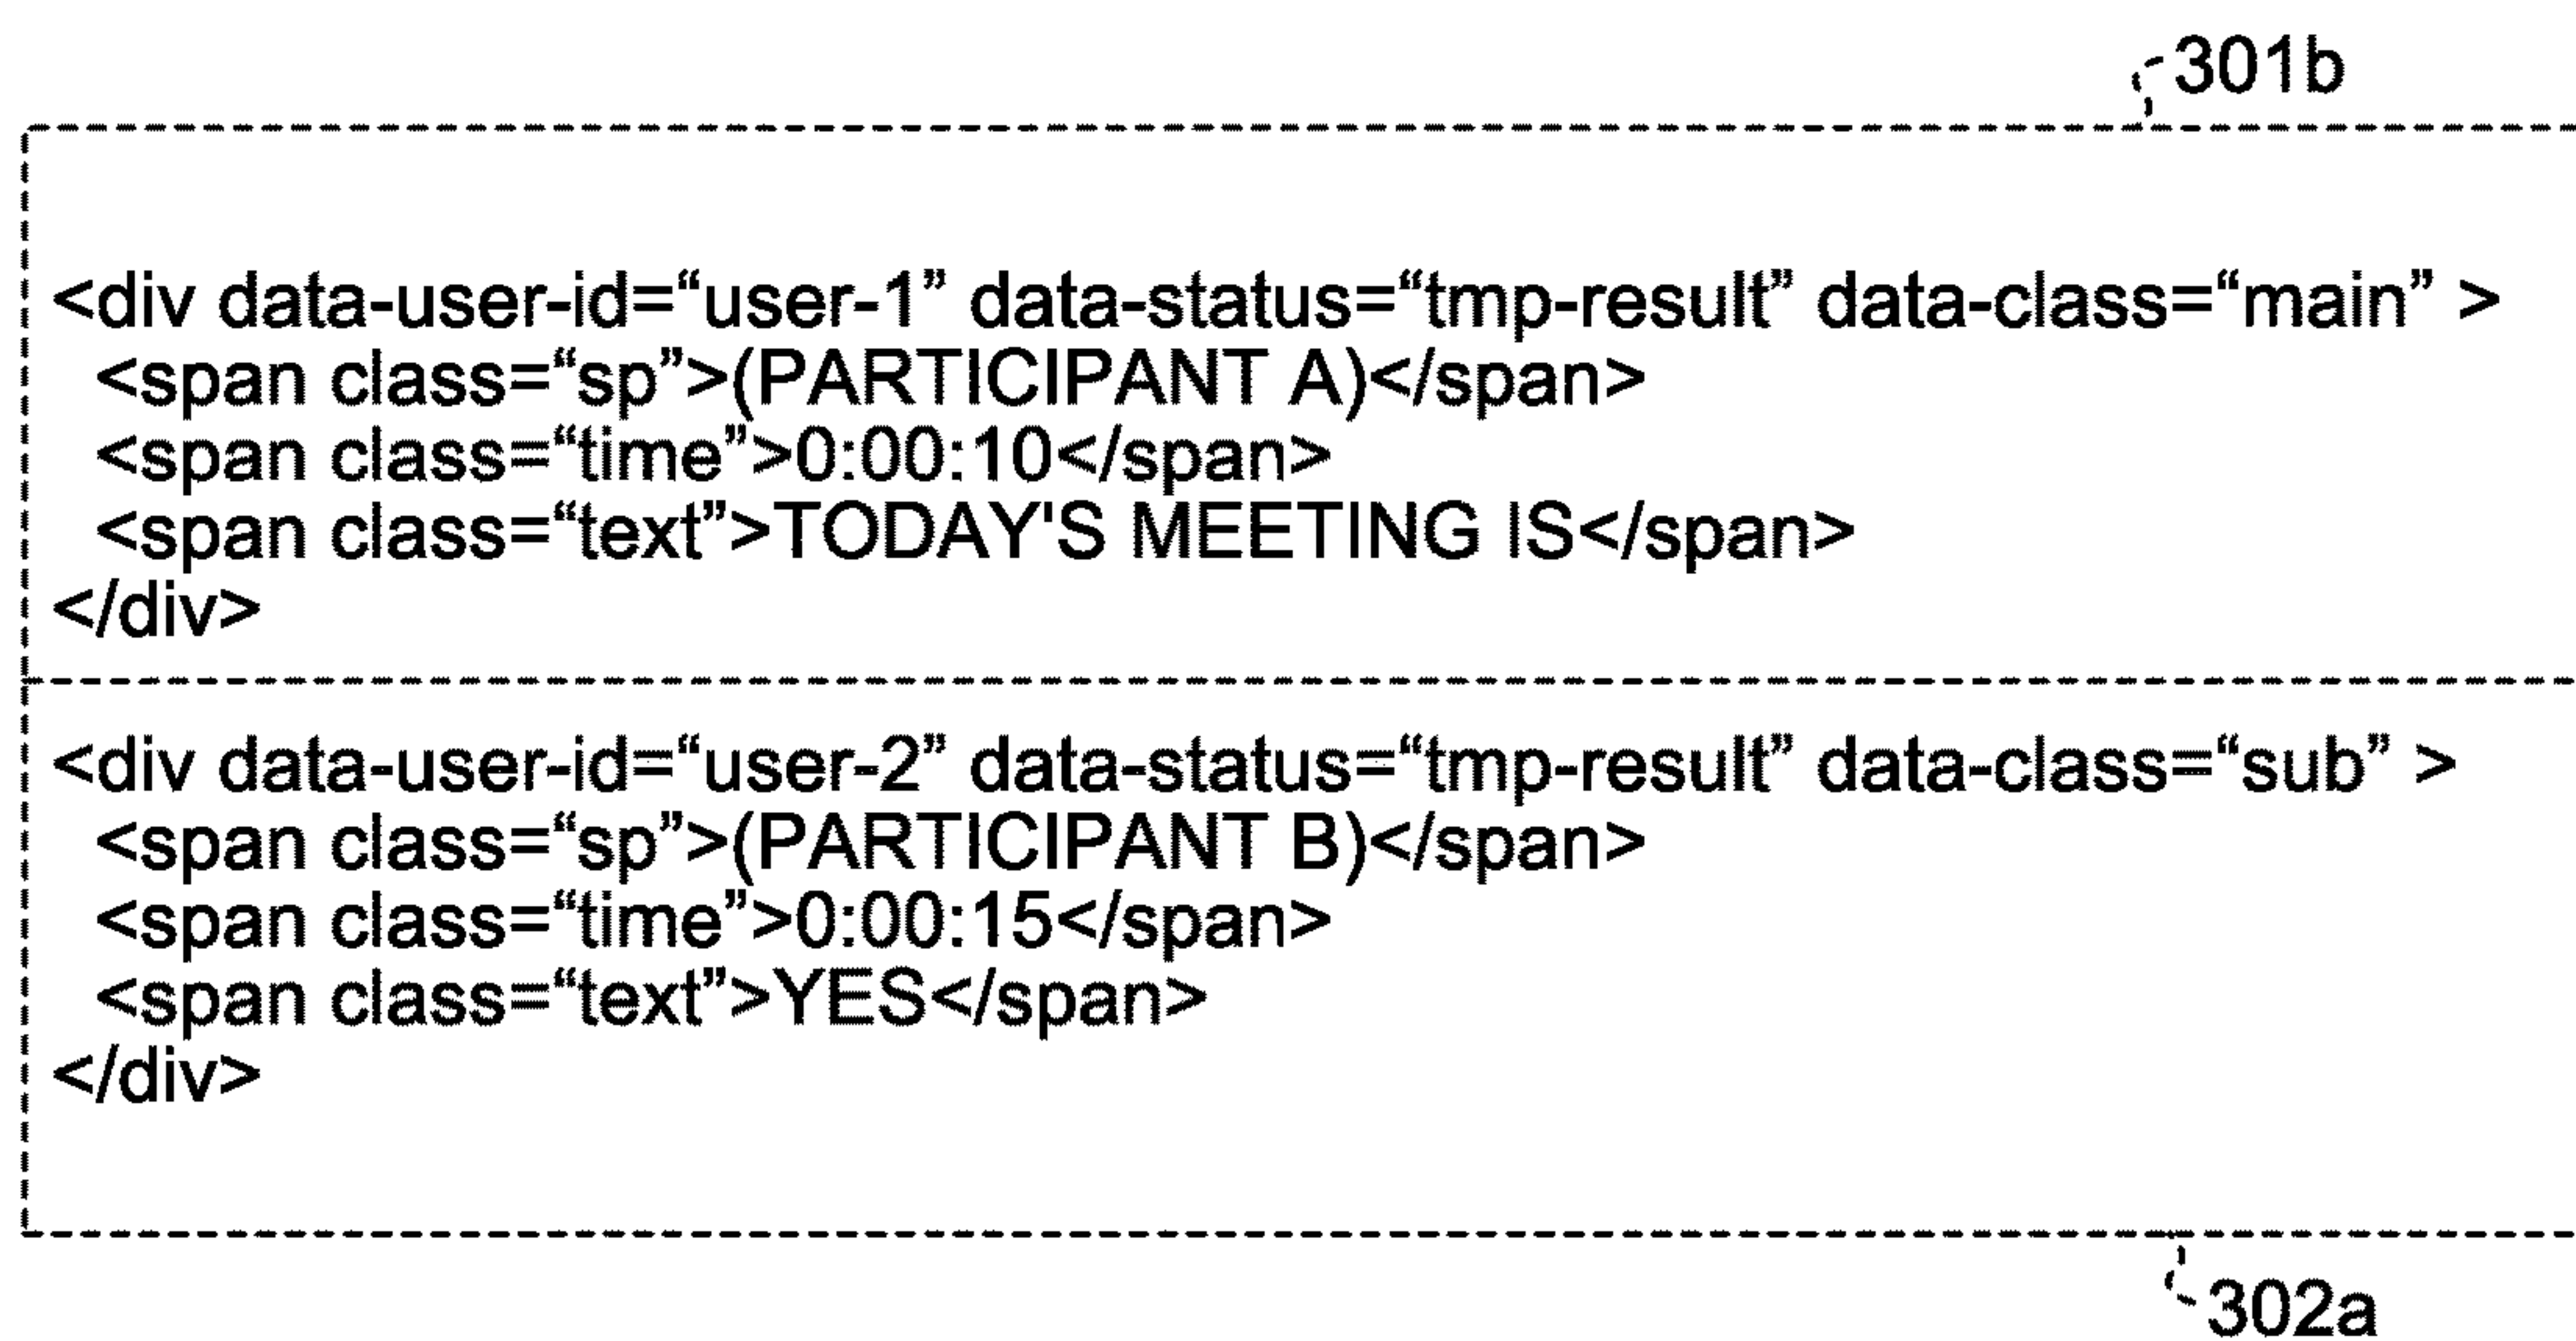 301b
<div data-user-id=“user-1” data-status=“tmp-result” data-class=“main” >
<span class=“sp”>(PARTICIPANT A)</span>
<span class=“time”>0:00:10</span>
<span class=“text”>TODAY'S MEETING IS</span>
</div>
<div data-user-id=“user-2” data-status=“tmp-result” data-class=“sub” >
<span class=“sp”>(PARTICIPANT B)</span>
<span class=“time”>0:00:15</span>
<span class=“text”>YES</span>
</div>
302a